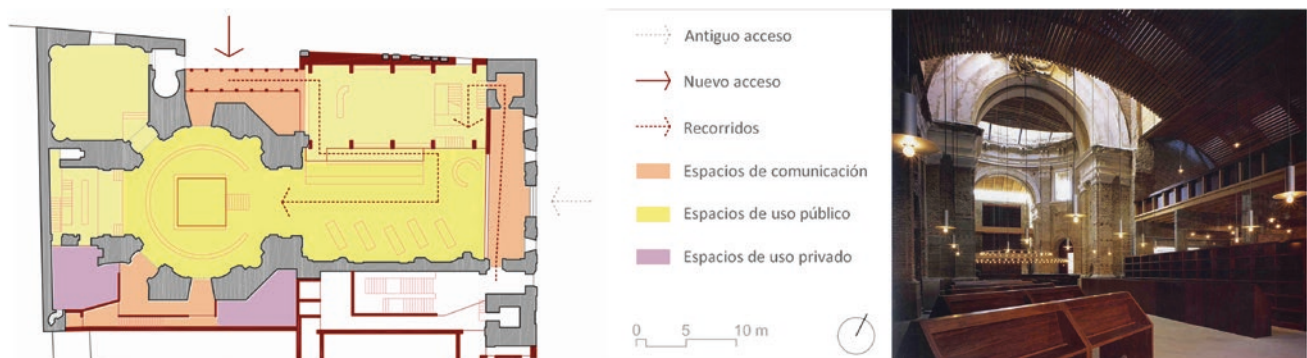 Antiguo acceso
Nuevo acceso
Recorridos
Espacios de comunicación
Espacios de uso público
Espacios de uso privado
0 5 10 m